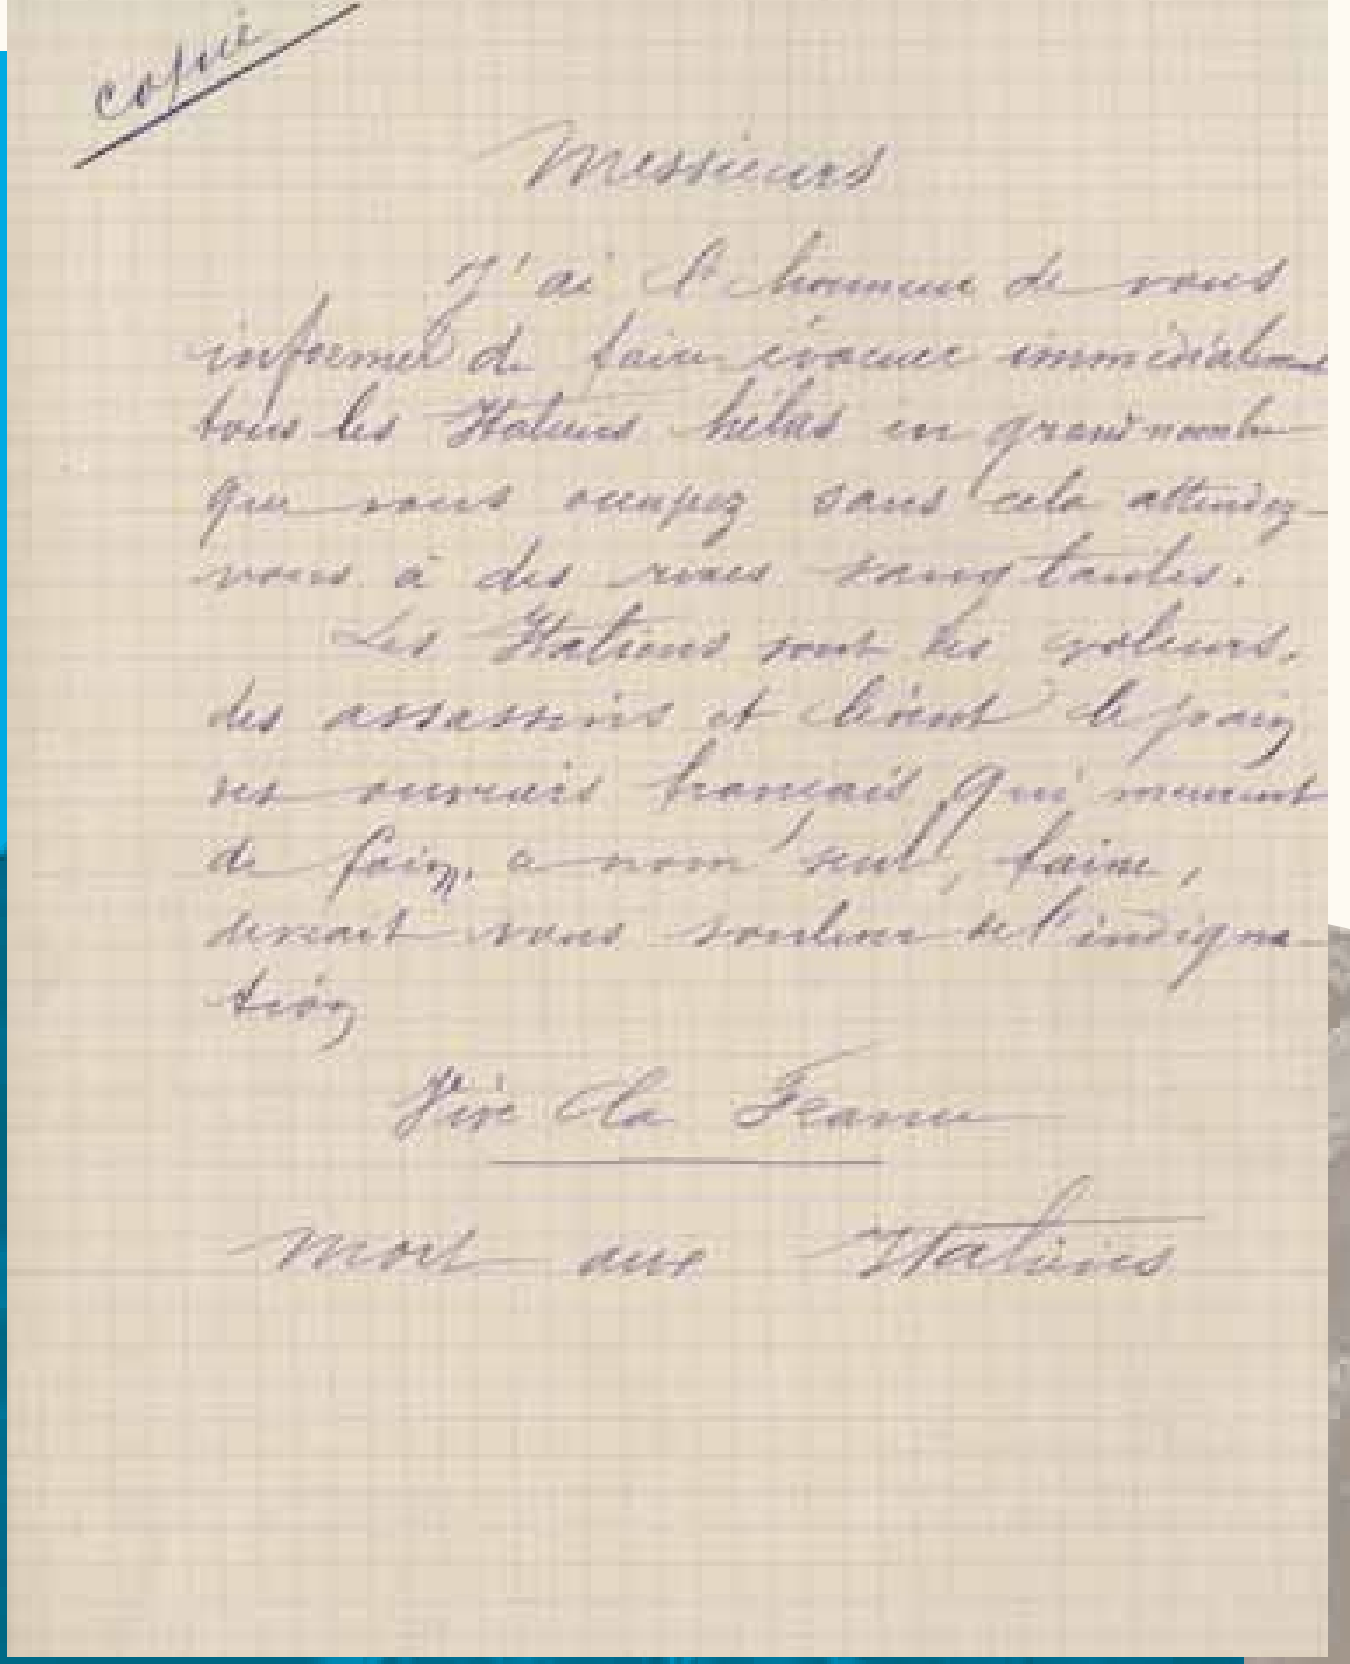 copie
Messieurs
J'ai l'honneur de vous
informer de faire évacuer immédiatement
tous les Italiens hélas en grand nombre
que vous occupez sans cela attendez-
vous à des rixes sanglantes.
Les Italiens sont des voleurs,
des assassins et le pain
des ouvriers français qui meurent
de faim, ce nom seul, faim,
devrait vous soulever de l'indigna
tion
Vive la France
Mort aux Italiens